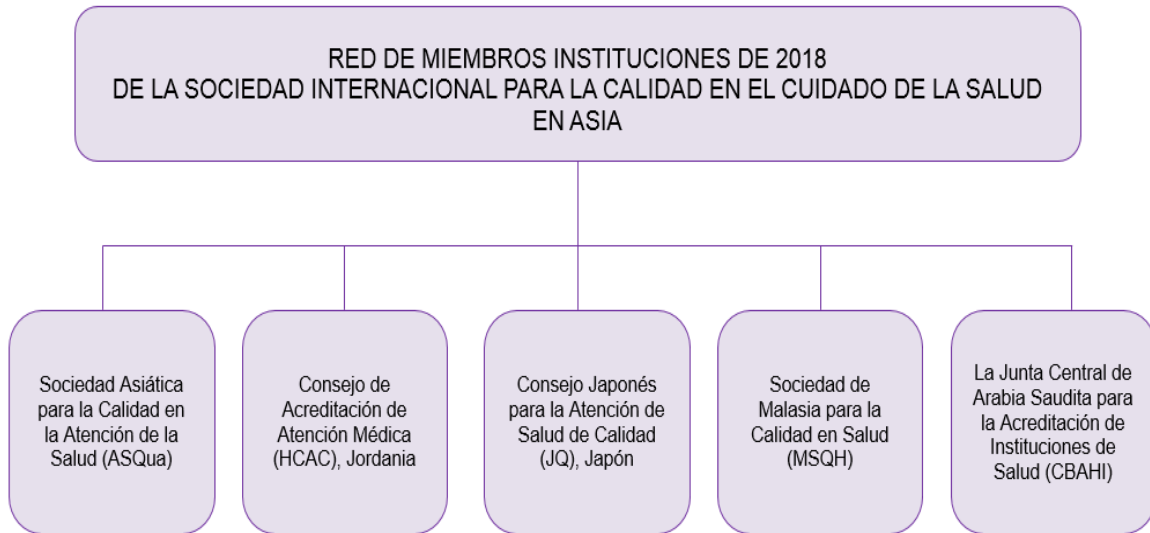 RED DE MIEMBROS INSTITUCIONES DE 2018
DE LA SOCIEDAD INTERNACIONAL PARA LA CALIDAD EN EL CUIDADO DE LA SALUD
EN ASIA
Sociedad Asiática
para la Calidad en
la Atención de la
Salud (ASQua)
Consejo de
Acreditación de
Atención Médica
(HCAC), Jordania
Consejo Japonés
para la Atención de
Salud de Calidad
(JQ), Japón
Sociedad de
Malasia para la
Calidad en Salud
(MSQH)
La Junta Central de
Arabia Saudita para
la Acreditación de
Instituciones de
Salud (CBAHI)